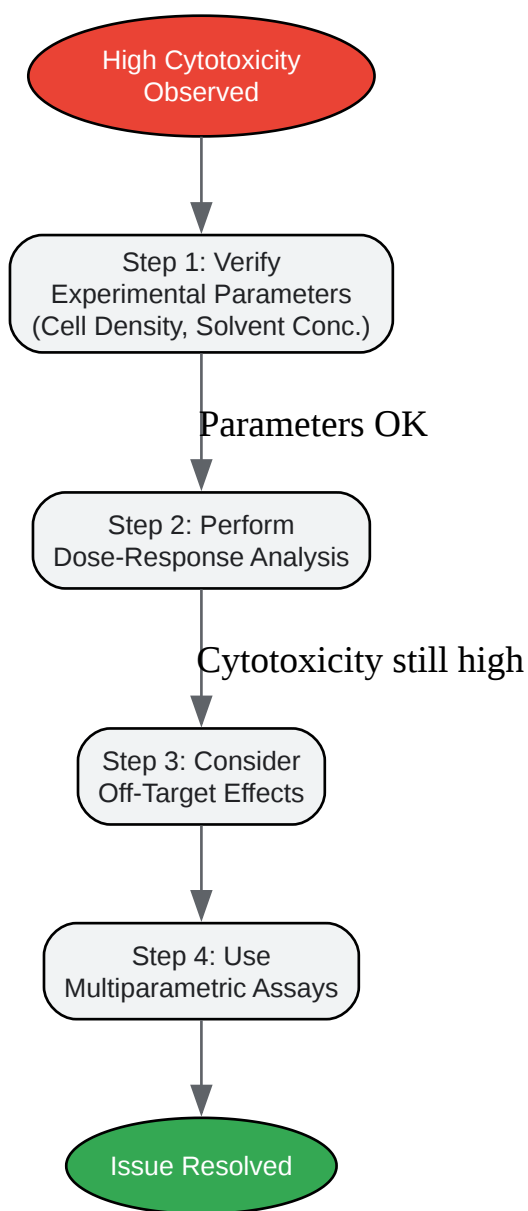 High Cytotoxicity
Observed
Step 1: Verify
Experimental Parameters
(Cell Density, Solvent Conc.)
Parameters OK
Step 2: Perform
Dose-Response Analysis
Cytotoxicity still high
Step 3: Consider
Off-Target Effects
Step 4: Use
Multiparametric Assays
Issue Resolved